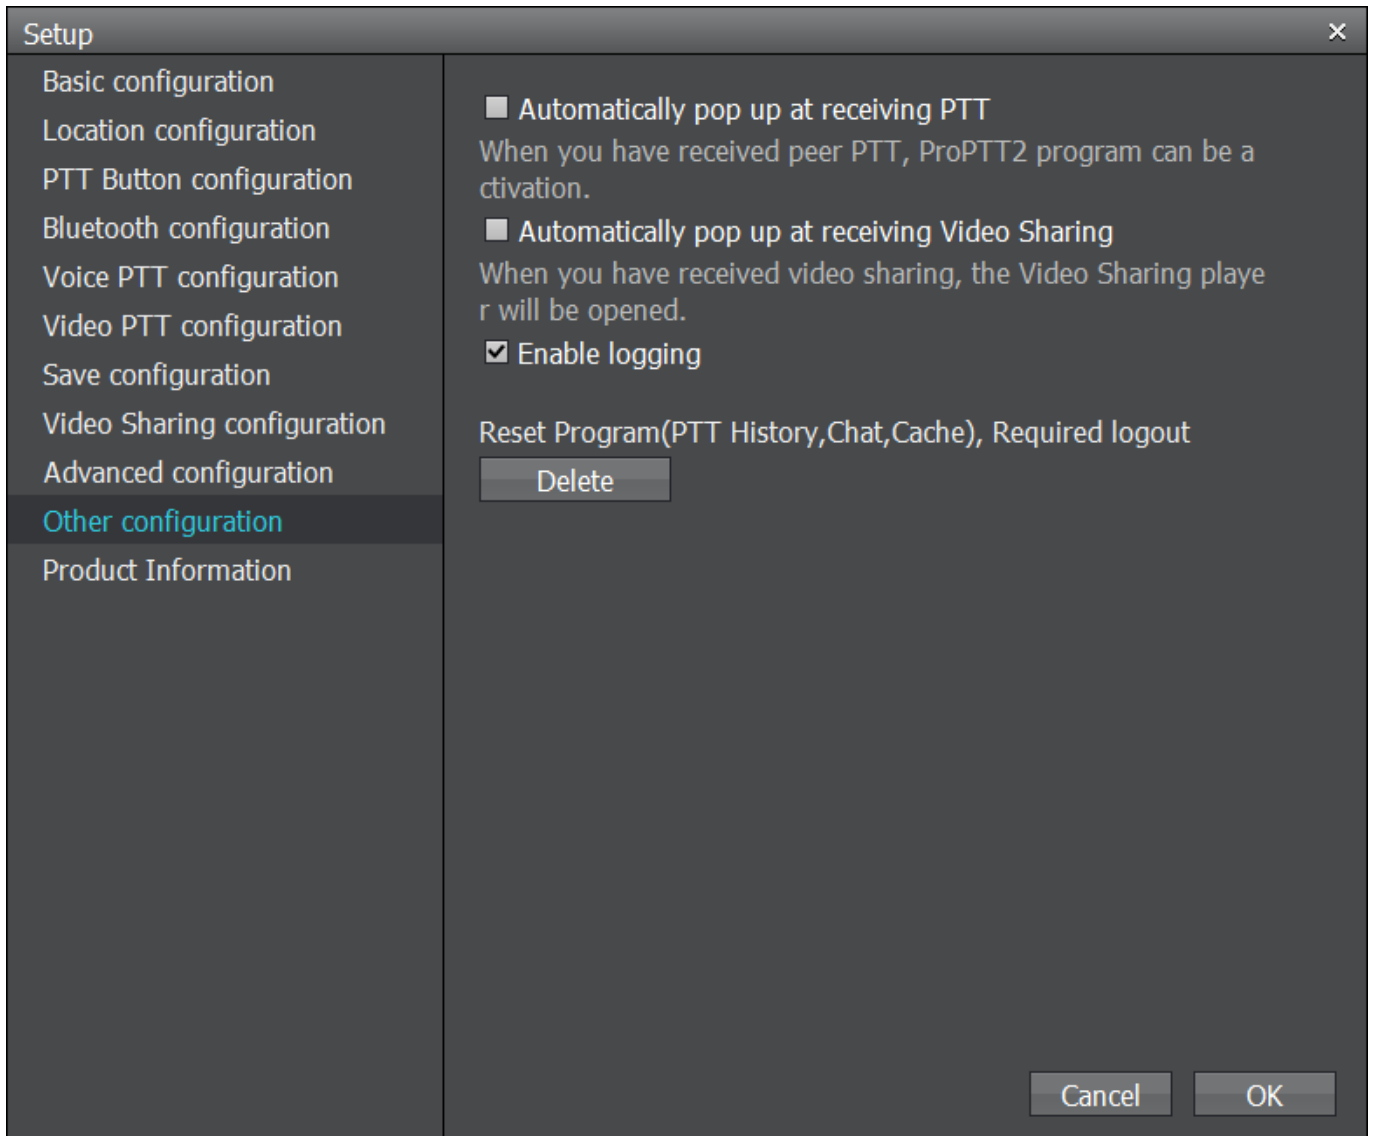 Setup
Basic configuration
Location configuration
PTT Button configuration
Bluetooth configuration
Voice PTT configuration
Video PTT configuration
Save configuration
Video Sharing configuration
Advanced configuration
Other configuration
Product Information
Automatically pop up at receiving PTT
When you have received peer PTT, ProPTT2 program can be a
ctivation.
Automatically pop up at receiving Video Sharing
When you have received video sharing, the Video Sharing playe
r will be opened.
Enable logging
Reset Program(PTT History,Chat,Cache), Required logout
Delete
Cancel
OK